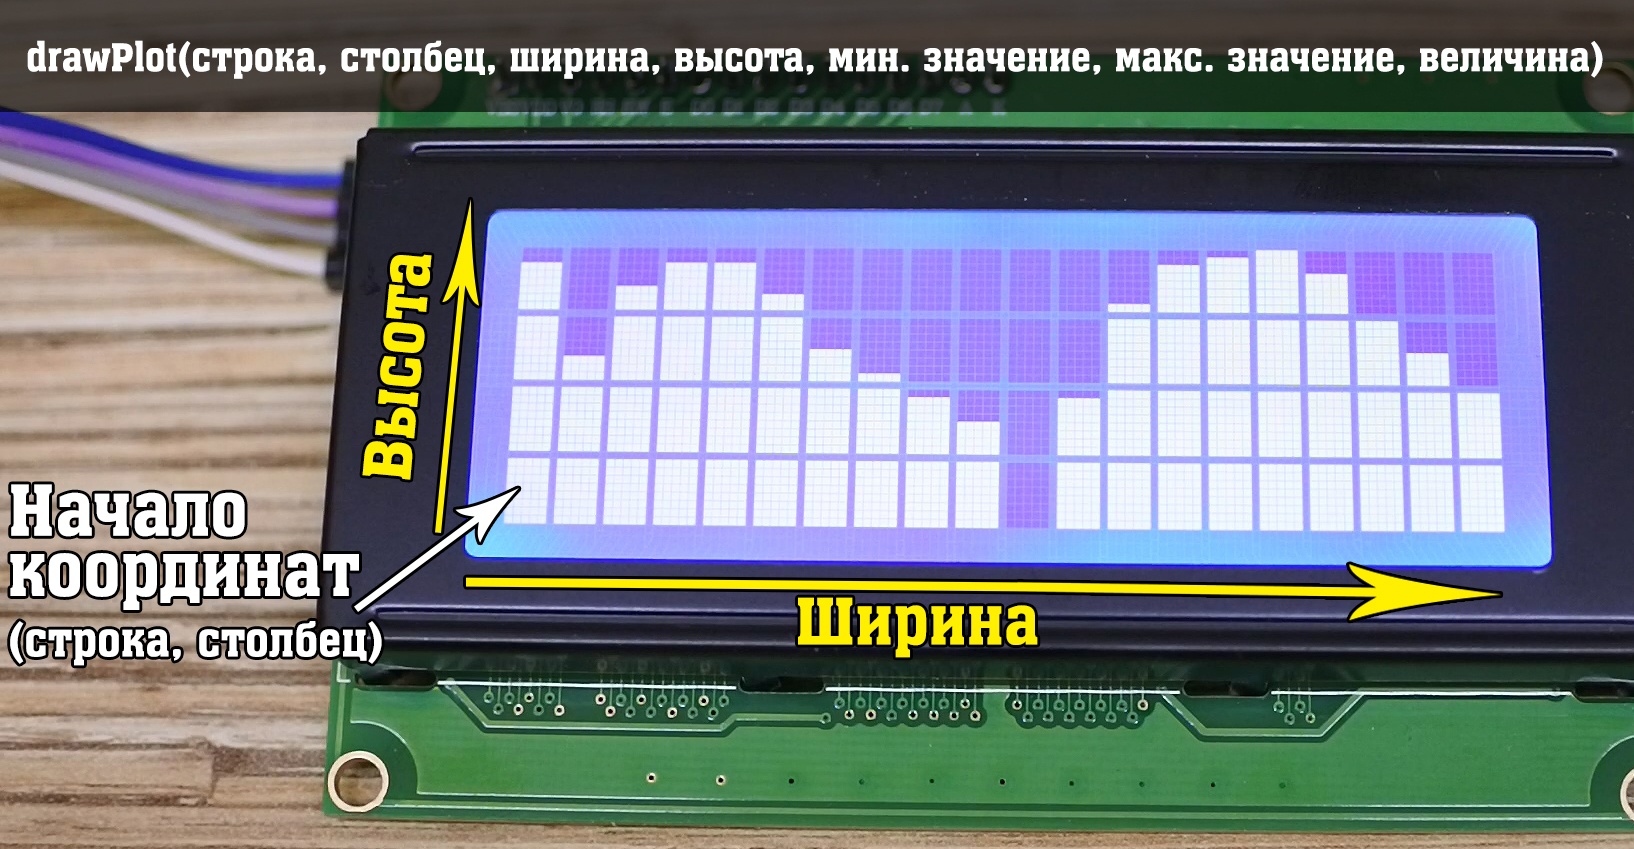 drawPlot(строка, столбец, ширина, высота, мин. значение, макс. значение, величина)
Высота
Начало
координат
(строка, столбец)
Ширина